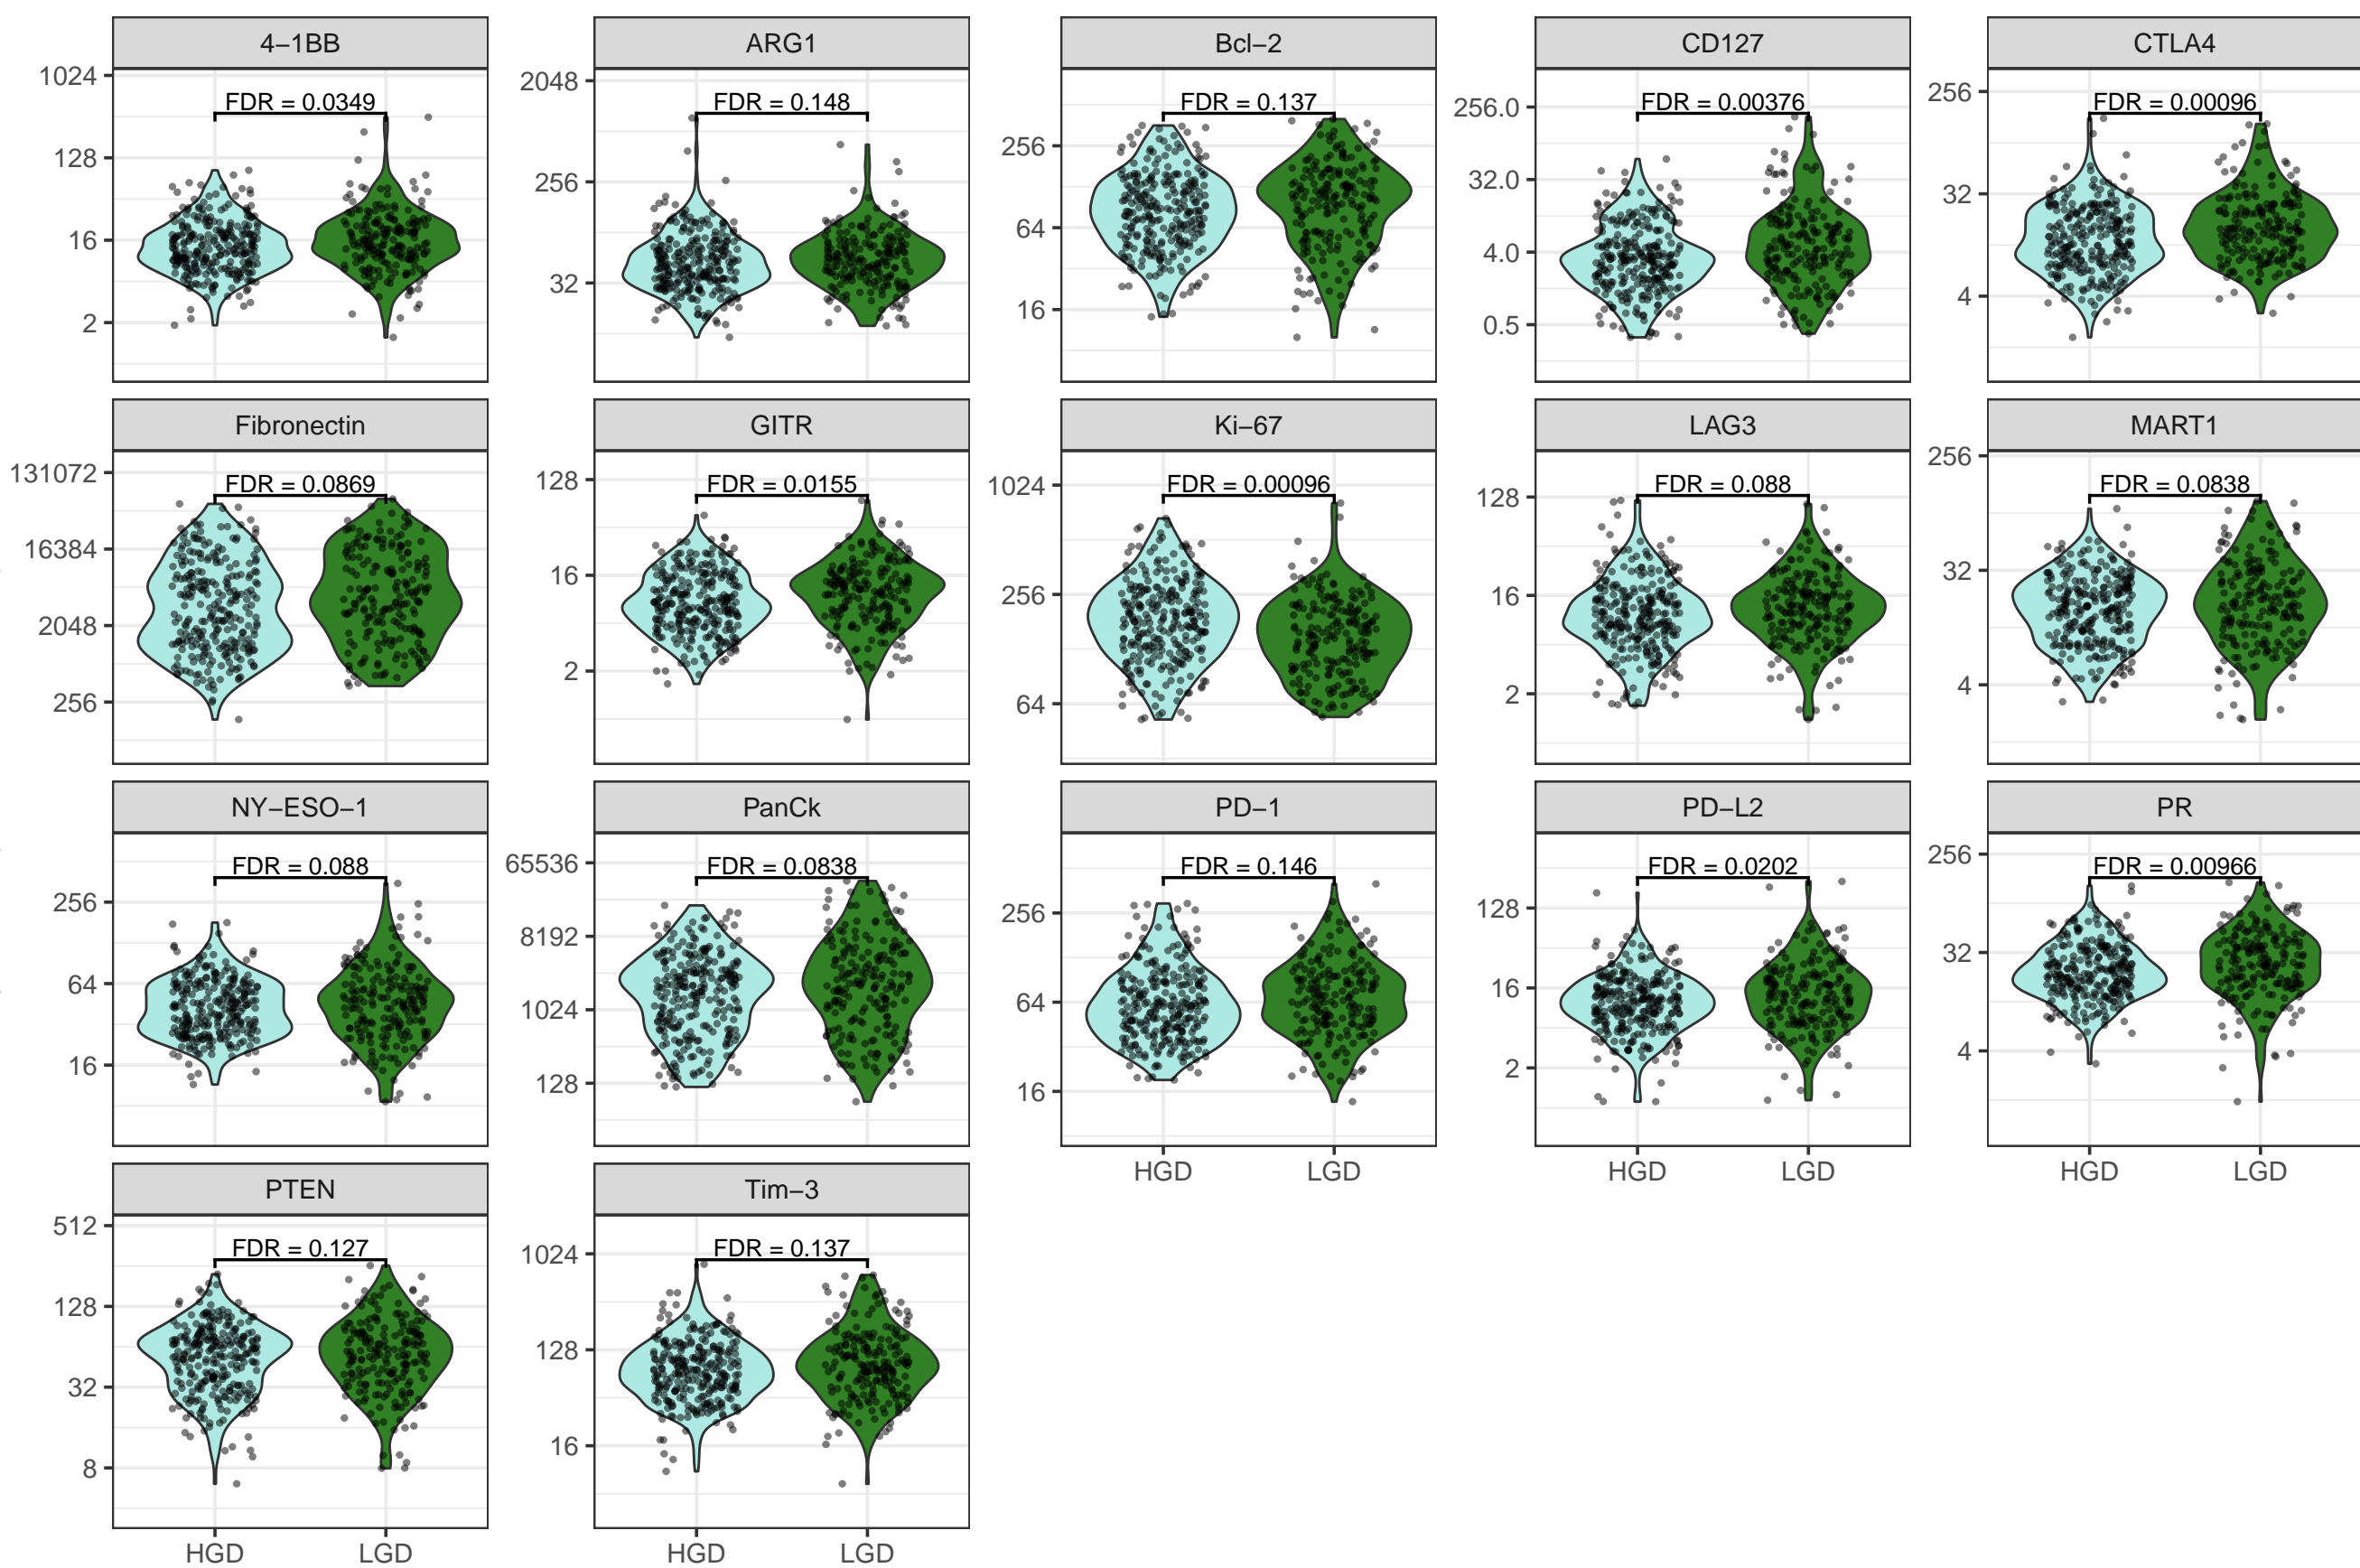 4−1BB
ARG1
Bcl−2
CD127
CTLA4
1024
128
16
2
FDR = 0.0349
2048
256
32
FDR = 0.148
256
64
16
FDR = 0.137
256.0
32.0
4.0
0.5
FDR = 0.00376
256
32
4
FDR = 0.00096
Fibronectin
GITR
Ki−67
LAG3
MART1
131072
16384
2048
256
FDR = 0.0869
128
16
2
FDR = 0.0155
1024
256
64
FDR = 0.00096
128
16
2
FDR = 0.088
256
32
4
FDR = 0.0838
NY−ESO−1
PanCk
PD−1
PD−L2
PR
256
64
16
FDR = 0.088
65536
8192
1024
128
FDR = 0.0838
256
64
16
FDR = 0.146
HGD LGD
128
16
2
FDR = 0.0202
HGD LGD
256
32
4
FDR = 0.00966
HGD LGD
PTEN
Tim−3
512
128
32
8
FDR = 0.127
HGD LGD
1024
128
16
FDR = 0.137
HGD LGD